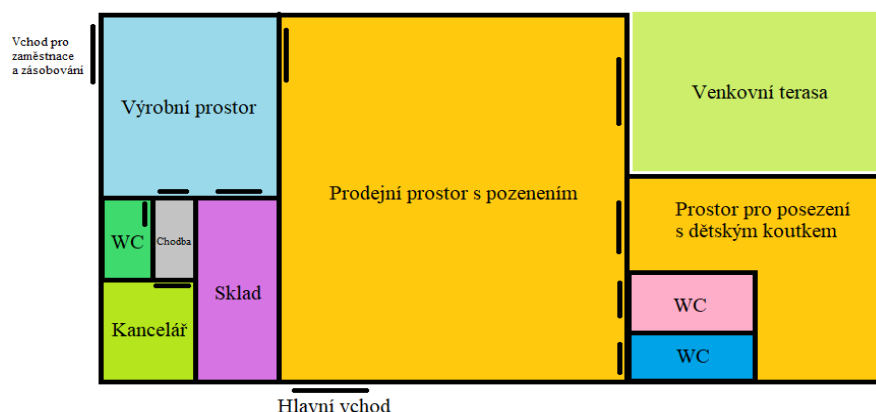 Vchod pro
zaměstnace
a zásobování
Výrobní prostor
Venkovní terasa
Prodejní prostor s pozeněním
Prostor pro posezení
s dětským koutkem
WC
Chodba
Sklad
Kancelář
WC
WC
Hlavní vchod